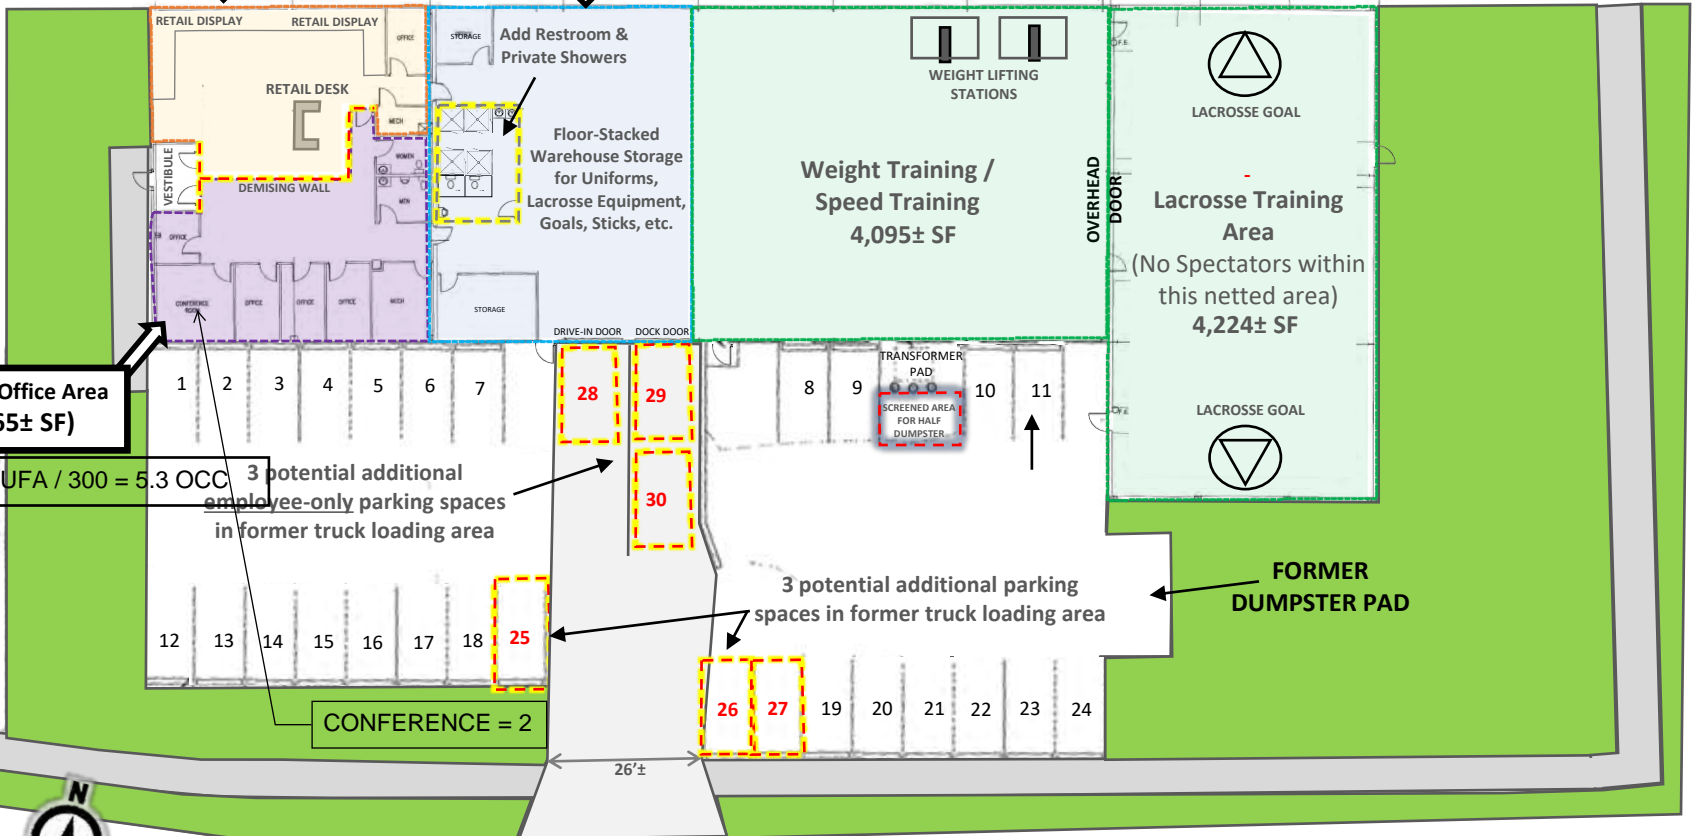 RETAIL DISPLAY
RETAIL DISPLAY
OFFICE
RETAIL DESK
MECH
VESTIBULE
DEMISING WALL
WOMEN
MEN
OFFICE
CONFERENCE
ROOM
OFFICE
OFFICE
OFFICE
MECH
STORAGE
Add Restroom &
Private Showers
Floor-Stacked
Warehouse Storage
for Uniforms,
Lacrosse Equipment,
Goals, Sticks, etc.
STORAGE
DRIVE-IN DOOR
DOCK DOOR
WEIGHT LIFTING
STATIONS
Weight Training /
Speed Training
4,095± SF
OVERHEAD
DOOR
F.E.
LACROSSE GOAL
-
Lacrosse Training
Area
(No Spectators within
this netted area)
4,224± SF
LACROSSE GOAL
F.E.
Office Area
55± SF)
UFA / 300 = 5.3 OCC
1 2 3 4 5 6 7
28
29
30
8 9
TRANSFORMER
PAD
SCREENED AREA
FOR HALF
DUMPSTER
10 11
3 potential additional
employee-only parking spaces
in former truck loading area
3 potential additional parking
spaces in former truck loading area
FORMER
DUMPSTER PAD
12 13 14 15 16 17 18 25
26 27 19 20 21 22 23 24
CONFERENCE = 2
26'±
N